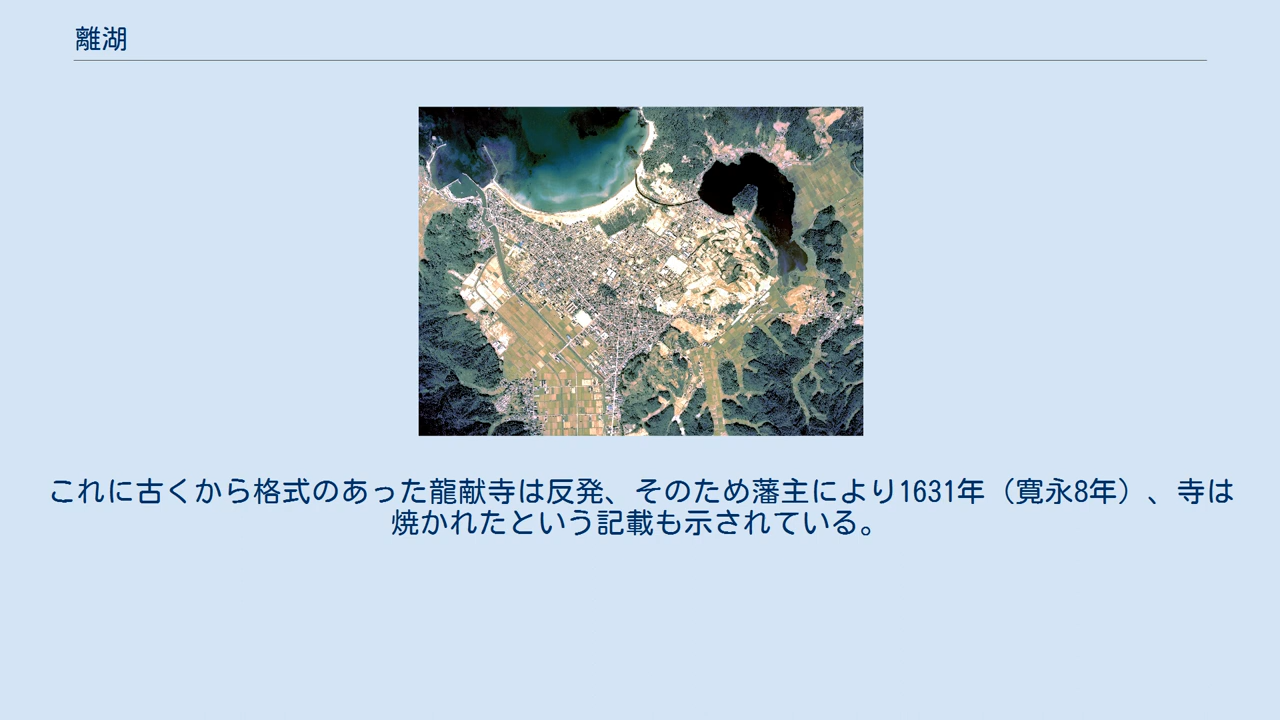 離湖
これに古くから格式のあった龍献寺は反発、そのため藩主により1631年（寛永8年）、寺は
焼かれたという記載も示されている。